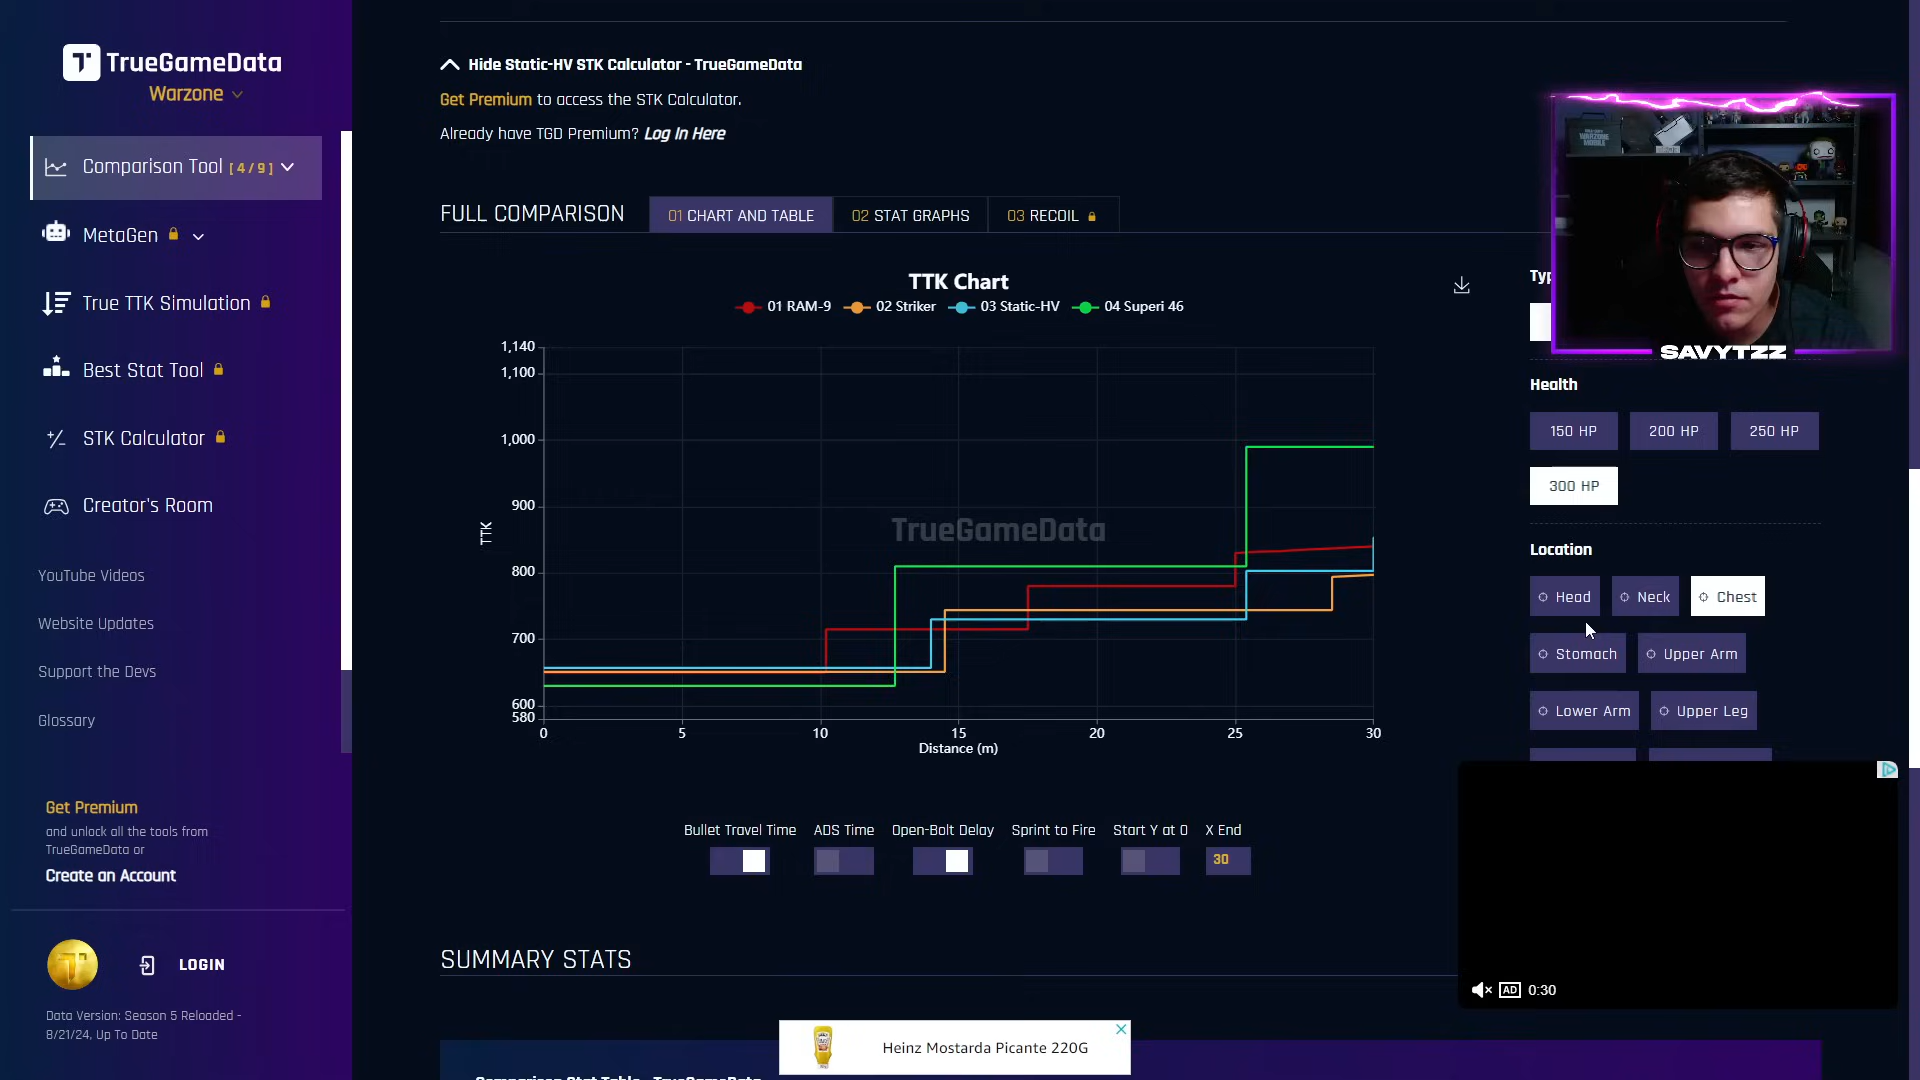 TrueGameData
Warzone
Comparison Tool [4/9]
MetaGen
True TTK Simulation
Best Stat Tool
STK Calculator
Creator's Room
YouTube Videos
Website Updates
Support the Devs
Glossary
Get Premium
and unlock all the tools from
TrueGameData or
Create an Account
LOGIN
Data Version: Season 5 Reloaded -
8/21/24, Up To Date
Hide Static-HV STK Calculator - TrueGameData
Get Premium to access the STK Calculator.
Already have TGD Premium? Log In Here
FULL COMPARISON
01 CHART AND TABLE
02 STAT GRAPHS
03 RECOIL
TTK Chart
01 RAM-9
02 Striker
03 Static-HV
04 Superi 46
1,140
1,100
1,000
900
800
700
600
580
TTK
TrueGameData
0
5
10
15
20
25
30
Distance (m)
Bullet Travel Time
ADS Time
Open-Bolt Delay
Sprint to Fire
Start Y at 0
X End
30
SUMMARY STATS
SAVYTZZ
Health
150 HP
200 HP
250 HP
300 HP
Location
Head
Neck
Chest
Stomach
Upper Arm
Lower Arm
Upper Leg
AD 0:30
Heinz Mostarda Picante 220G